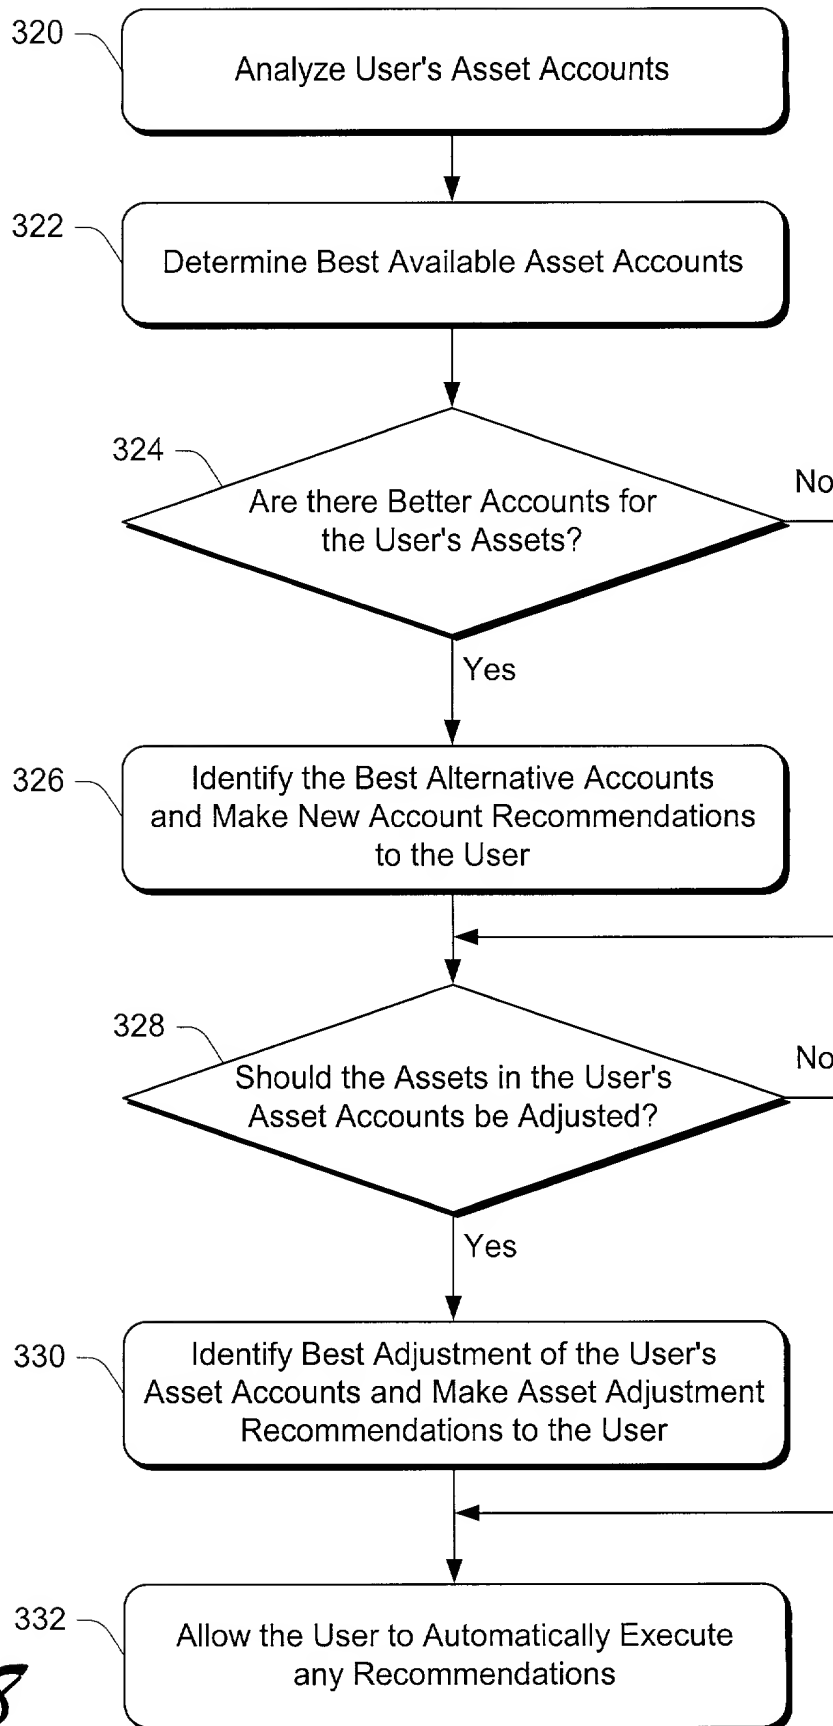 320
Analyze User's Asset Accounts
322
Determine Best Available Asset Accounts
324
Are there Better Accounts for
the User's Assets?
No
Yes
326
Identify the Best Alternative Accounts
and Make New Account Recommendations
to the User
328
Should the Assets in the User's
Asset Accounts be Adjusted?
No
Yes
330
Identify Best Adjustment of the User's
Asset Accounts and Make Asset Adjustment
Recommendations to the User
332
Allow the User to Automatically Execute
any Recommendations